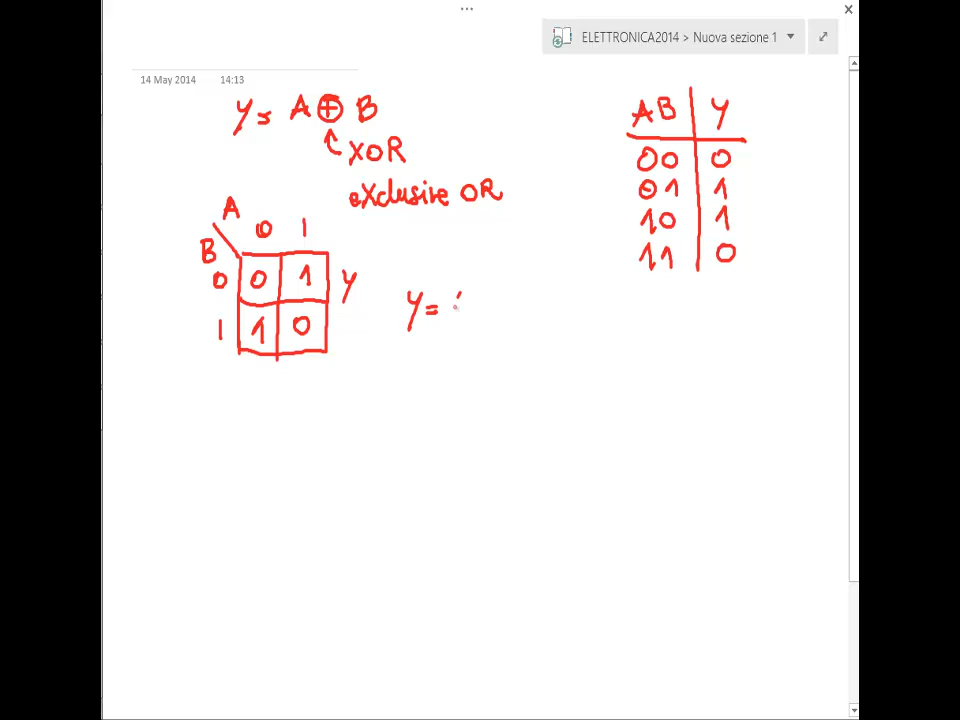 ELETTRONICA2014 > Nuova sezione 1
14 May 2014 14:13
Y = A ⊕ B
XOR
eXclusive OR
A B Y
00 0
01 1
10 1
11 0
A
B
0 1
0 0 1 Y
1 1 0
Y =